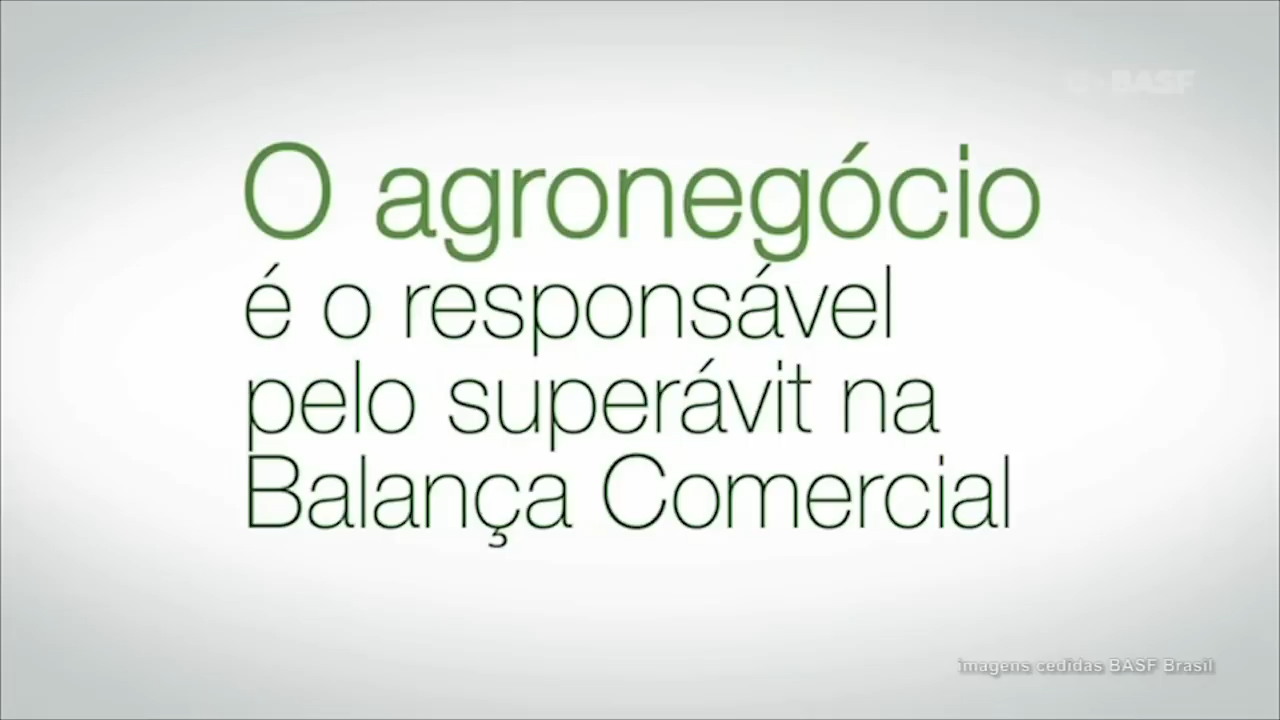 BASF
O agronegócio
é o responsável
pelo superávit na
Balança Comercial
imagens cedidas BASF Brasil